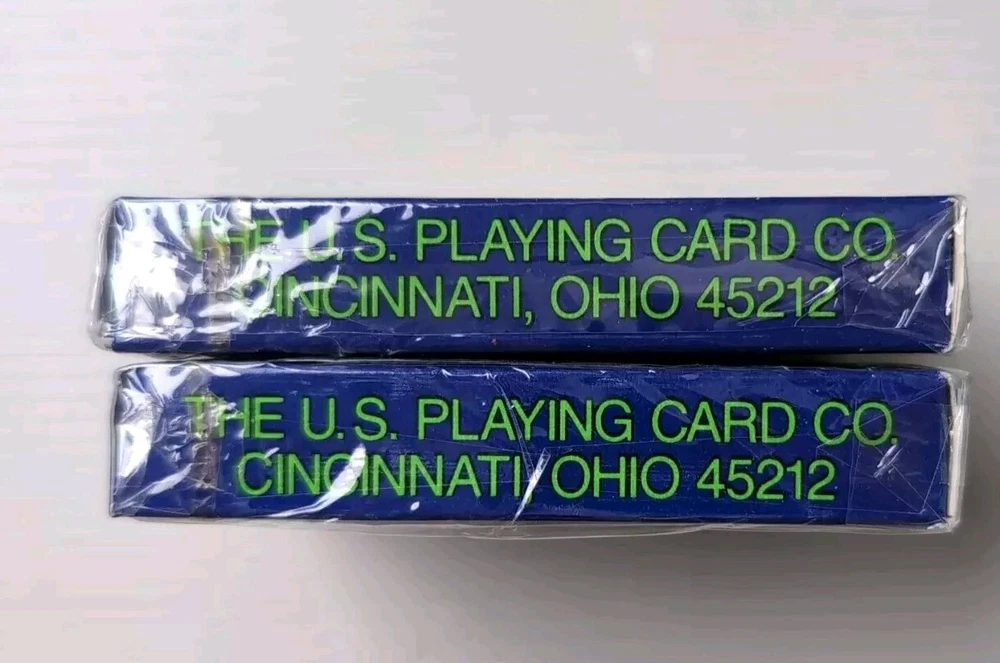 THE U.S. PLAYING CARD CO.
CINCINNATI, OHIO 45212
THE U.S. PLAYING CARD CO.
CINCINNATI, OHIO 45212